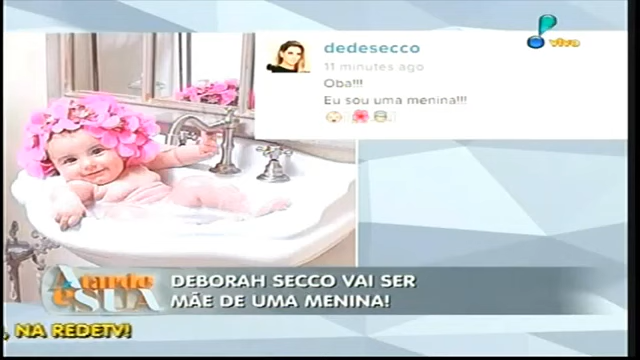 dedesecco
11 minutes ago
Oba!!!
Eu sou uma menina!!!
vivo
A tarde
é SUA
DEBORAH SECCO VAI SER
MÃE DE UMA MENINA!
, NA REDETV!